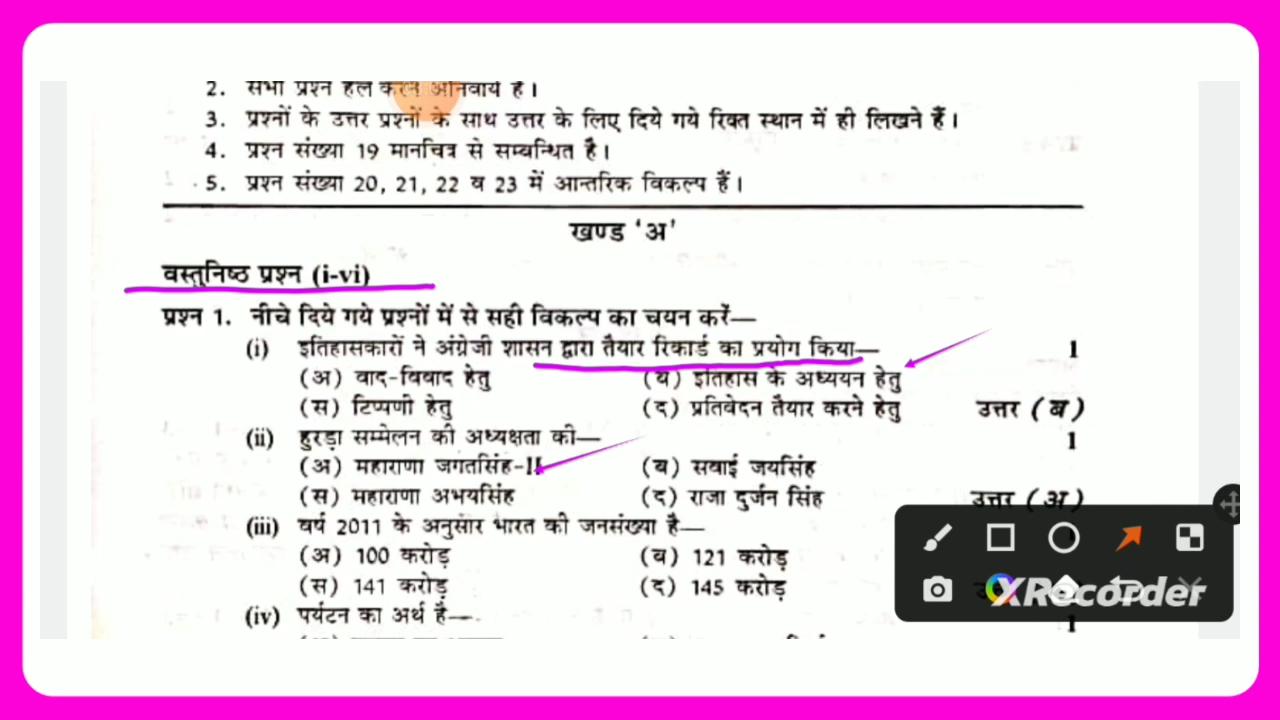 2. सभी प्रश्न हल करने अनिवार्य हैं।
3. प्रश्नों के उत्तर प्रश्नों के साथ उत्तर के लिए दिये गये रिक्त स्थान में ही लिखने हैं।
4. प्रश्न संख्या 19 मानचित्र से सम्बन्धित है।
5. प्रश्न संख्या 20, 21, 22 व 23 में आन्तरिक विकल्प हैं।
खण्ड 'अ'
वस्तुनिष्ठ प्रश्न (i-vi)
प्रश्न 1. नीचे दिये गये प्रश्नों में से सही विकल्प का चयन करें—
(i) इतिहासकारों ने अंग्रेजी शासन द्वारा तैयार रिकार्ड का प्रयोग किया— 1
(अ) वाद-विवाद हेतु (ब) इतिहास के अध्ययन हेतु
(स) टिप्पणी हेतु (द) प्रतिवेदन तैयार करने हेतु उत्तर (ब)
(ii) हुरड़ा सम्मेलन की अध्यक्षता की— 1
(अ) महाराणा जगतसिंह-II (ब) सवाई जयसिंह
(स) महाराणा अभयसिंह (द) राजा दुर्जन सिंह उत्तर (अ)
(iii) वर्ष 2011 के अनुसार भारत की जनसंख्या है—
(अ) 100 करोड़ (ब) 121 करोड़
(स) 141 करोड़ (द) 145 करोड़
(iv) पर्यटन का अर्थ है— 1
XRecorder